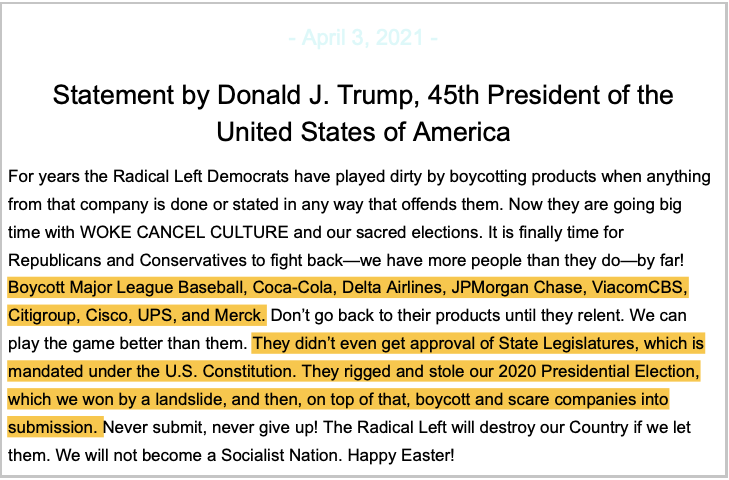 - April 3, 2021 -
Statement by Donald J. Trump, 45th President of the
United States of America
For years the Radical Left Democrats have played dirty by boycotting products when anything
from that company is done or stated in any way that offends them. Now they are going big
time with WOKE CANCEL CULTURE and our sacred elections. It is finally time for
Republicans and Conservatives to fight back—we have more people than they do—by far!
Boycott Major League Baseball, Coca-Cola, Delta Airlines, JPMorgan Chase, ViacomCBS,
Citigroup, Cisco, UPS, and Merck. Don’t go back to their products until they relent. We can
play the game better than them. They didn’t even get approval of State Legislatures, which is
mandated under the U.S. Constitution. They rigged and stole our 2020 Presidential Election,
which we won by a landslide, and then, on top of that, boycott and scare companies into
submission. Never submit, never give up! The Radical Left will destroy our Country if we let
them. We will not become a Socialist Nation. Happy Easter!